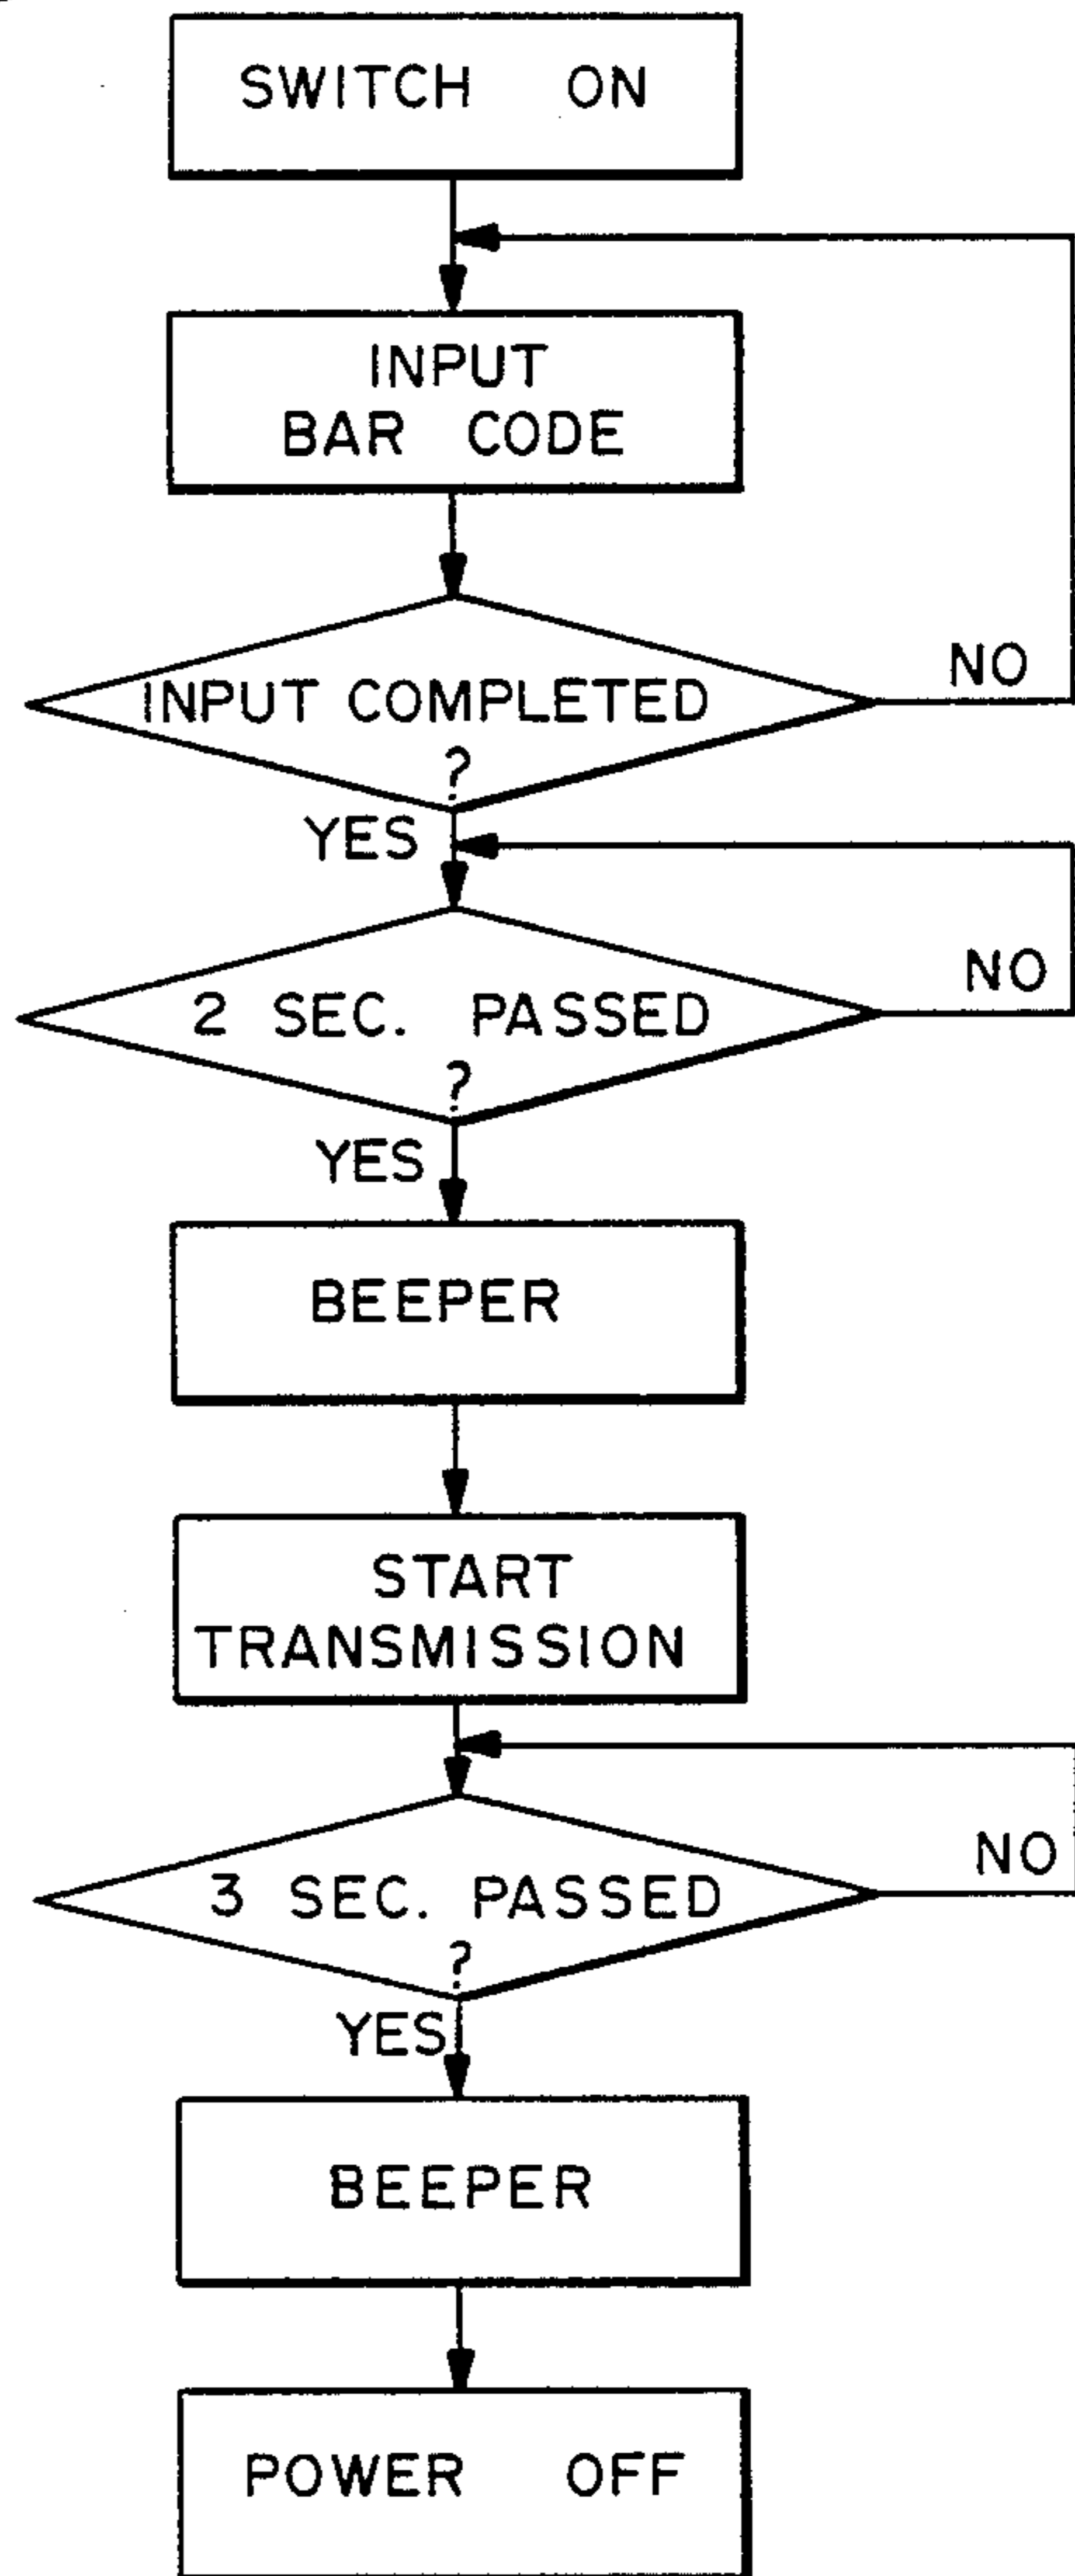 SWITCH ON
INPUT
BAR CODE
INPUT COMPLETED
?
NO
YES
2 SEC. PASSED
?
NO
YES
BEEPER
START
TRANSMISSION
3 SEC. PASSED
?
NO
YES
BEEPER
POWER OFF